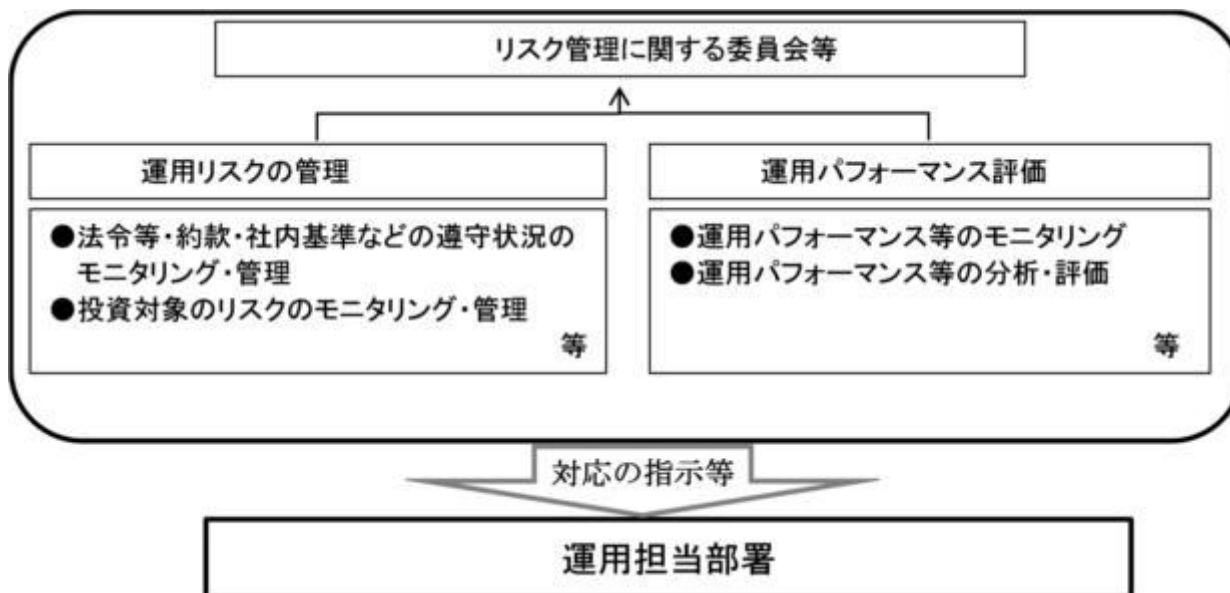 リスク管理に関する委員会等
運用リスクの管理
運用パフォーマンス評価
●法令等・約款・社内基準などの遵守状況の
モニタリング・管理
●投資対象のリスクのモニタリング・管理
等
●運用パフォーマンス等のモニタリング
●運用パフォーマンス等の分析・評価
等
対応の指示等
運用担当部署